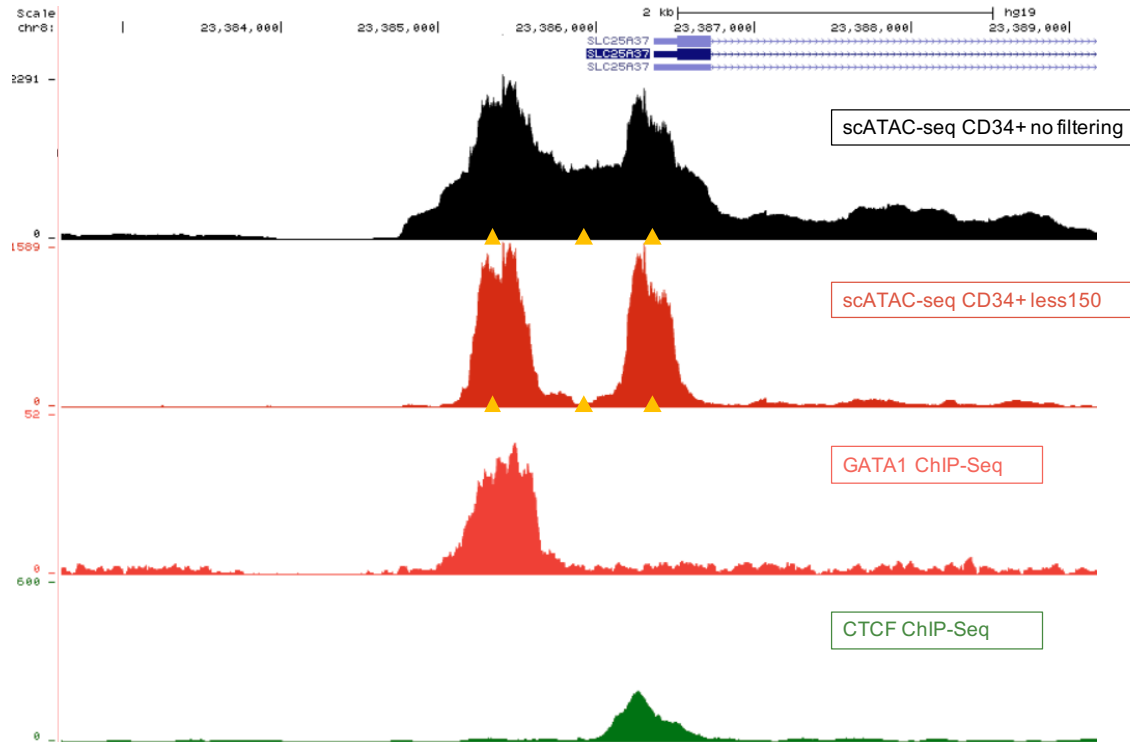 Scale 2 kb hg19
chr8: 23,384,000 23,385,000 23,386,000 23,387,000 23,388,000 23,389,000
SLC25A37
SLC25A37
SLC25A37
2291
scATAC-seq CD34+ no filtering
0
1589
scATAC-seq CD34+ less150
0
52
GATA1 ChIP-Seq
0
600
CTCF ChIP-Seq
0